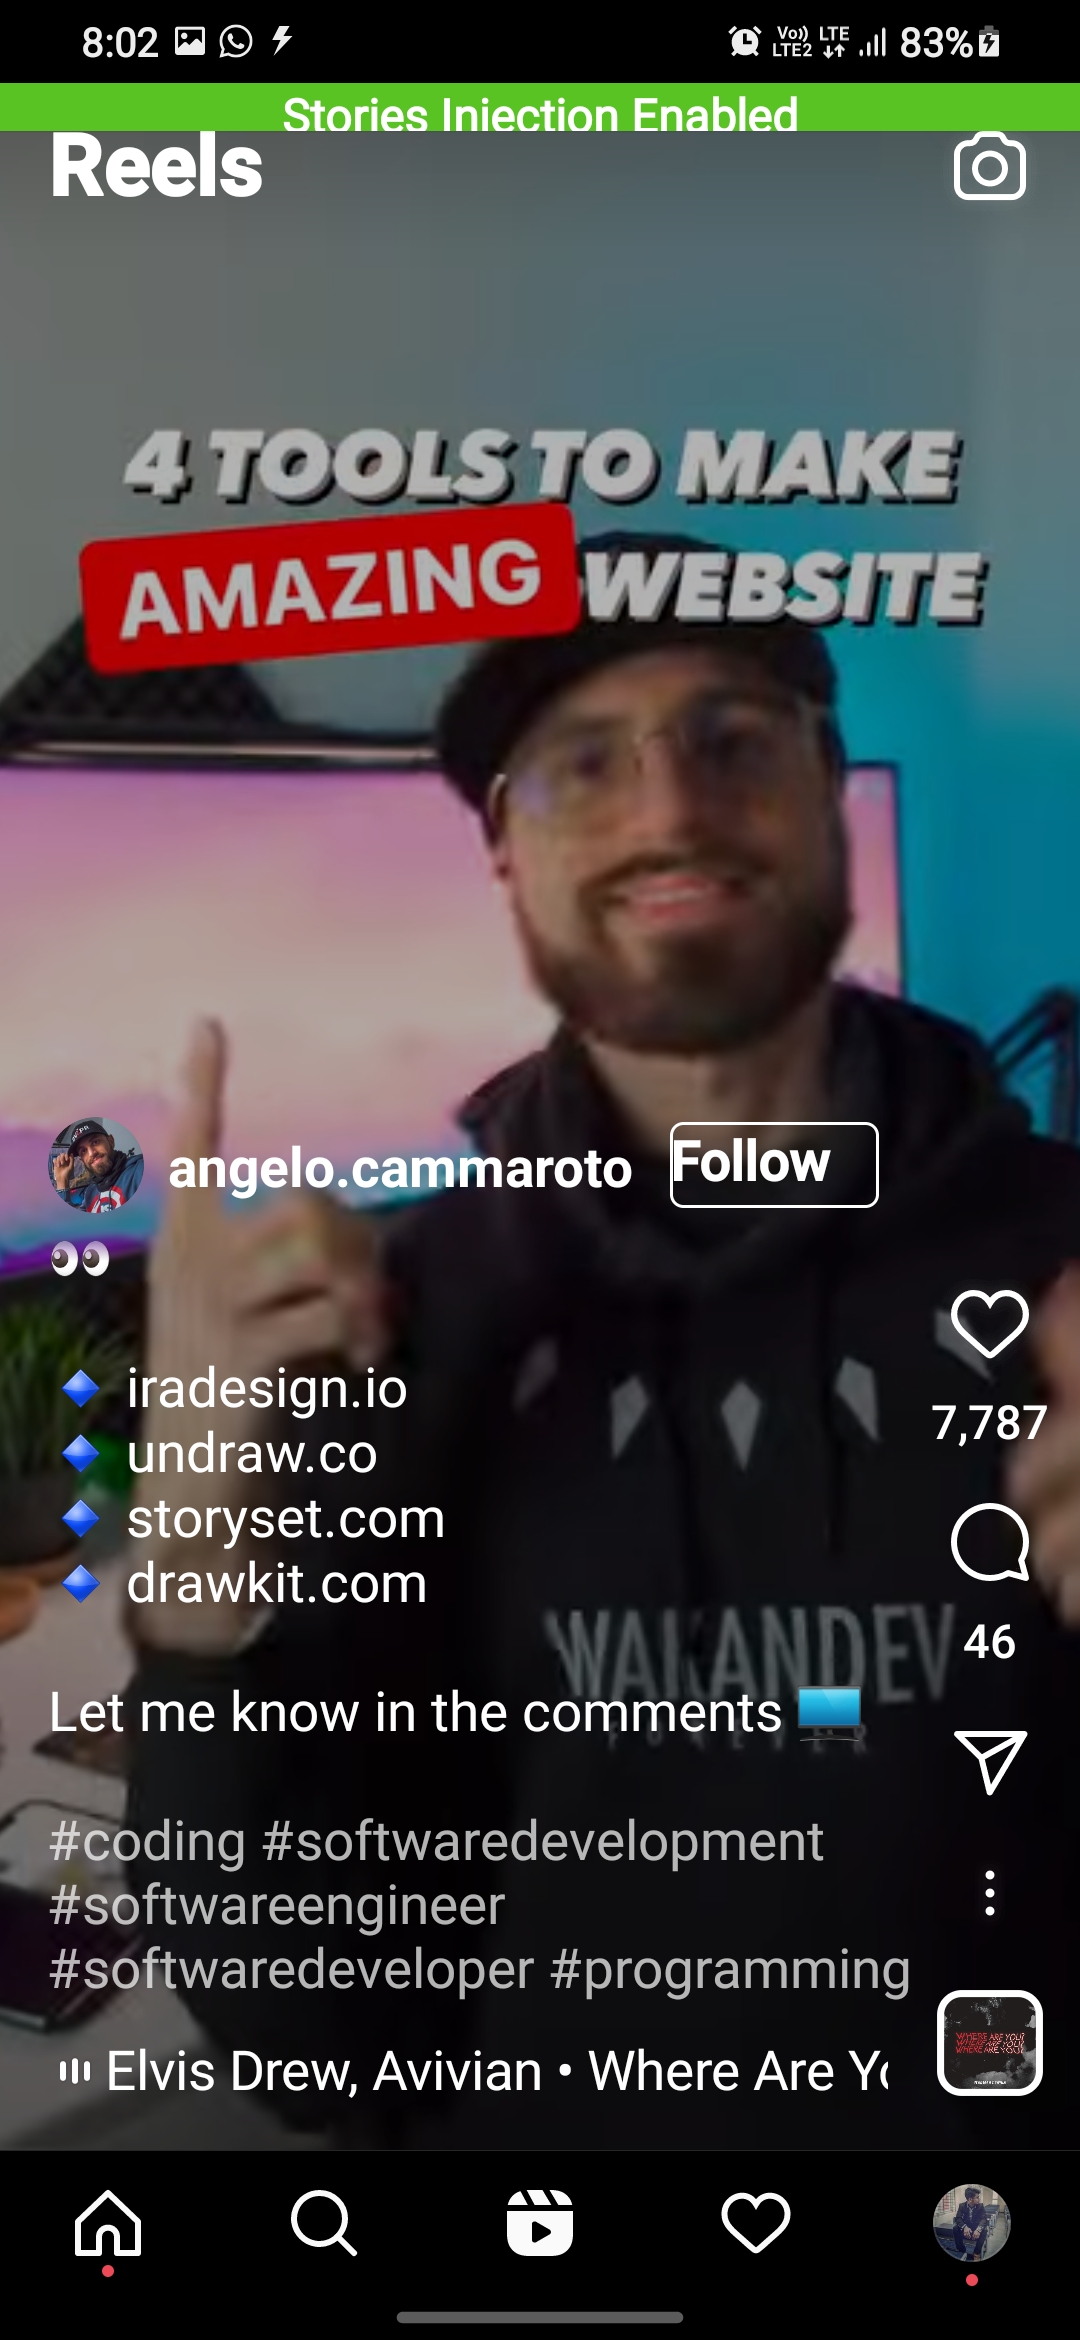 8:02
Vo)) LTE2 LTE 83%
Stories Injection Enabled
Reels
4 TOOLS TO MAKE
AMAZING WEBSITE
angelo.cammaroto Follow
👀
🔹 iradesign.io
🔹 undraw.co
🔹 storyset.com
🔹 drawkit.com
7,787
WAKANDEV
FOREVER
46
Let me know in the comments 🖥️
#coding #softwaredevelopment
#softwareengineer
#softwaredeveloper #programming
Elvis Drew, Avivian • Where Are Yo
WHERE ARE YOU?
WHERE ARE YOU?
WHERE ARE YOU?